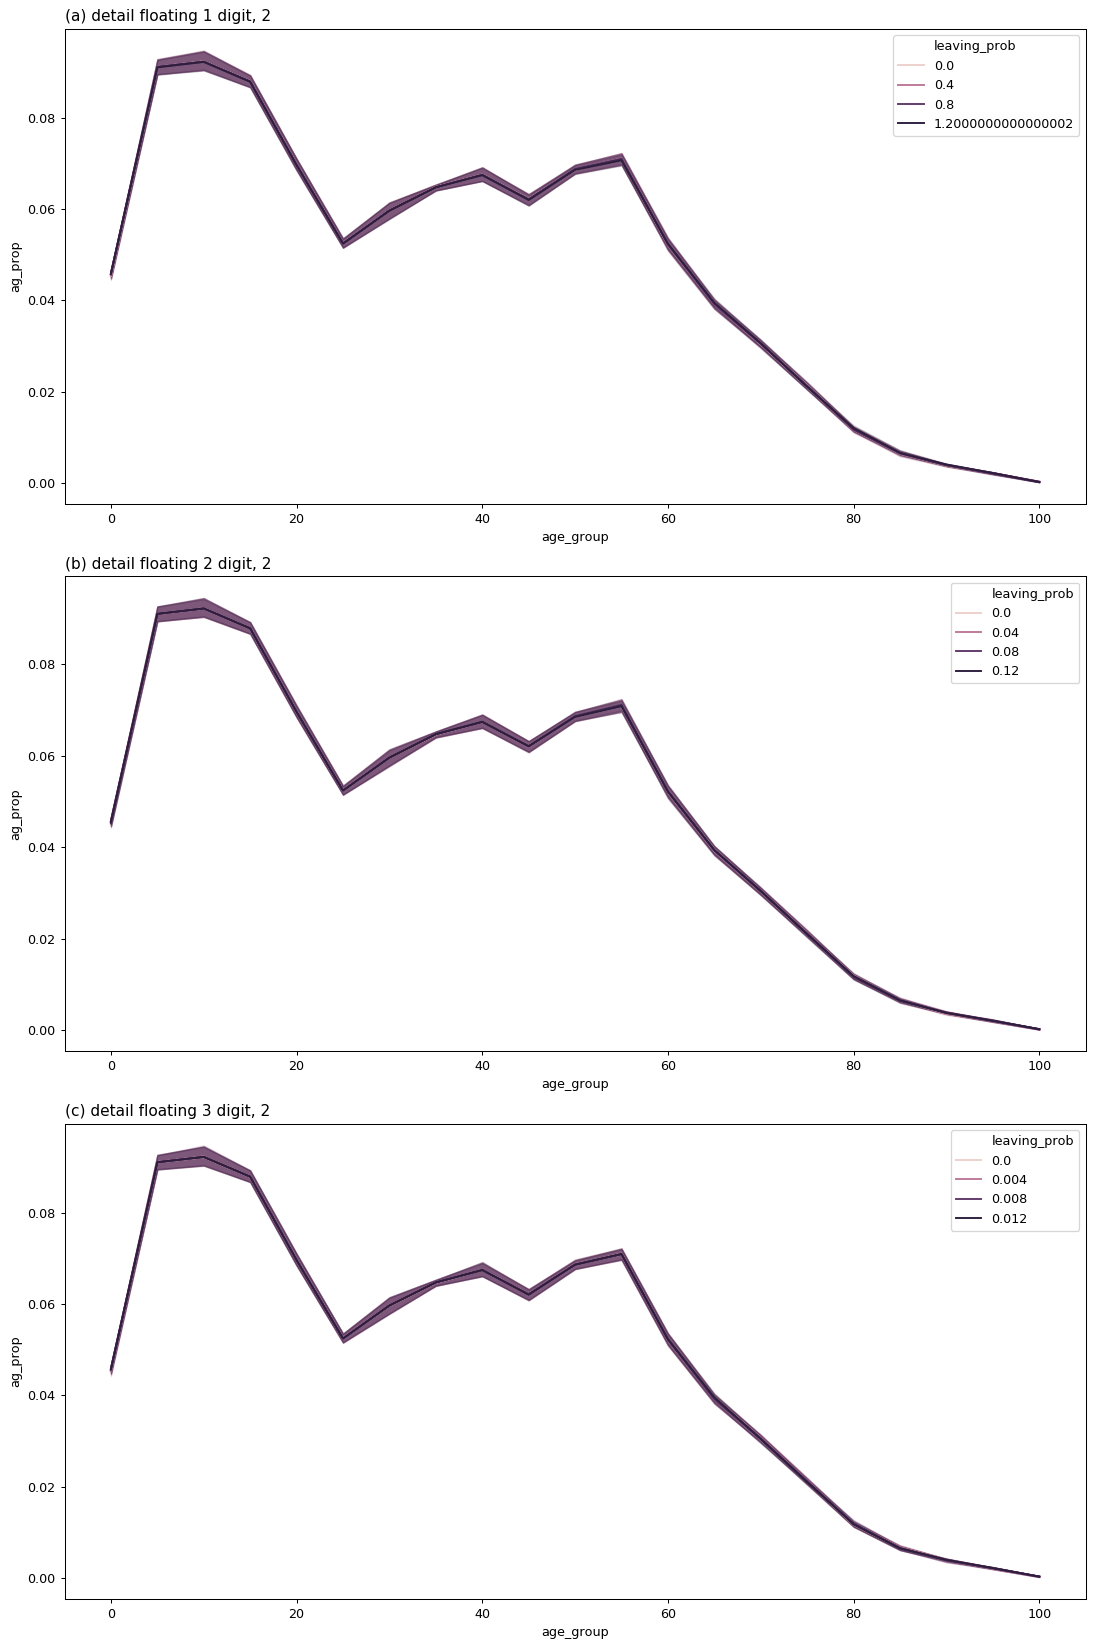 (a) detail floating 1 digit, 2
leaving_prob
0.0
0.4
0.8
1.2000000000000002
0.08
0.06
0.04
0.02
0.00
ag_prop
0 20 40 60 80 100
age_group
(b) detail floating 2 digit, 2
leaving_prob
0.0
0.04
0.08
0.12
0.08
0.06
0.04
0.02
0.00
ag_prop
0 20 40 60 80 100
age_group
(c) detail floating 3 digit, 2
leaving_prob
0.0
0.004
0.008
0.012
0.08
0.06
0.04
0.02
0.00
ag_prop
0 20 40 60 80 100
age_group